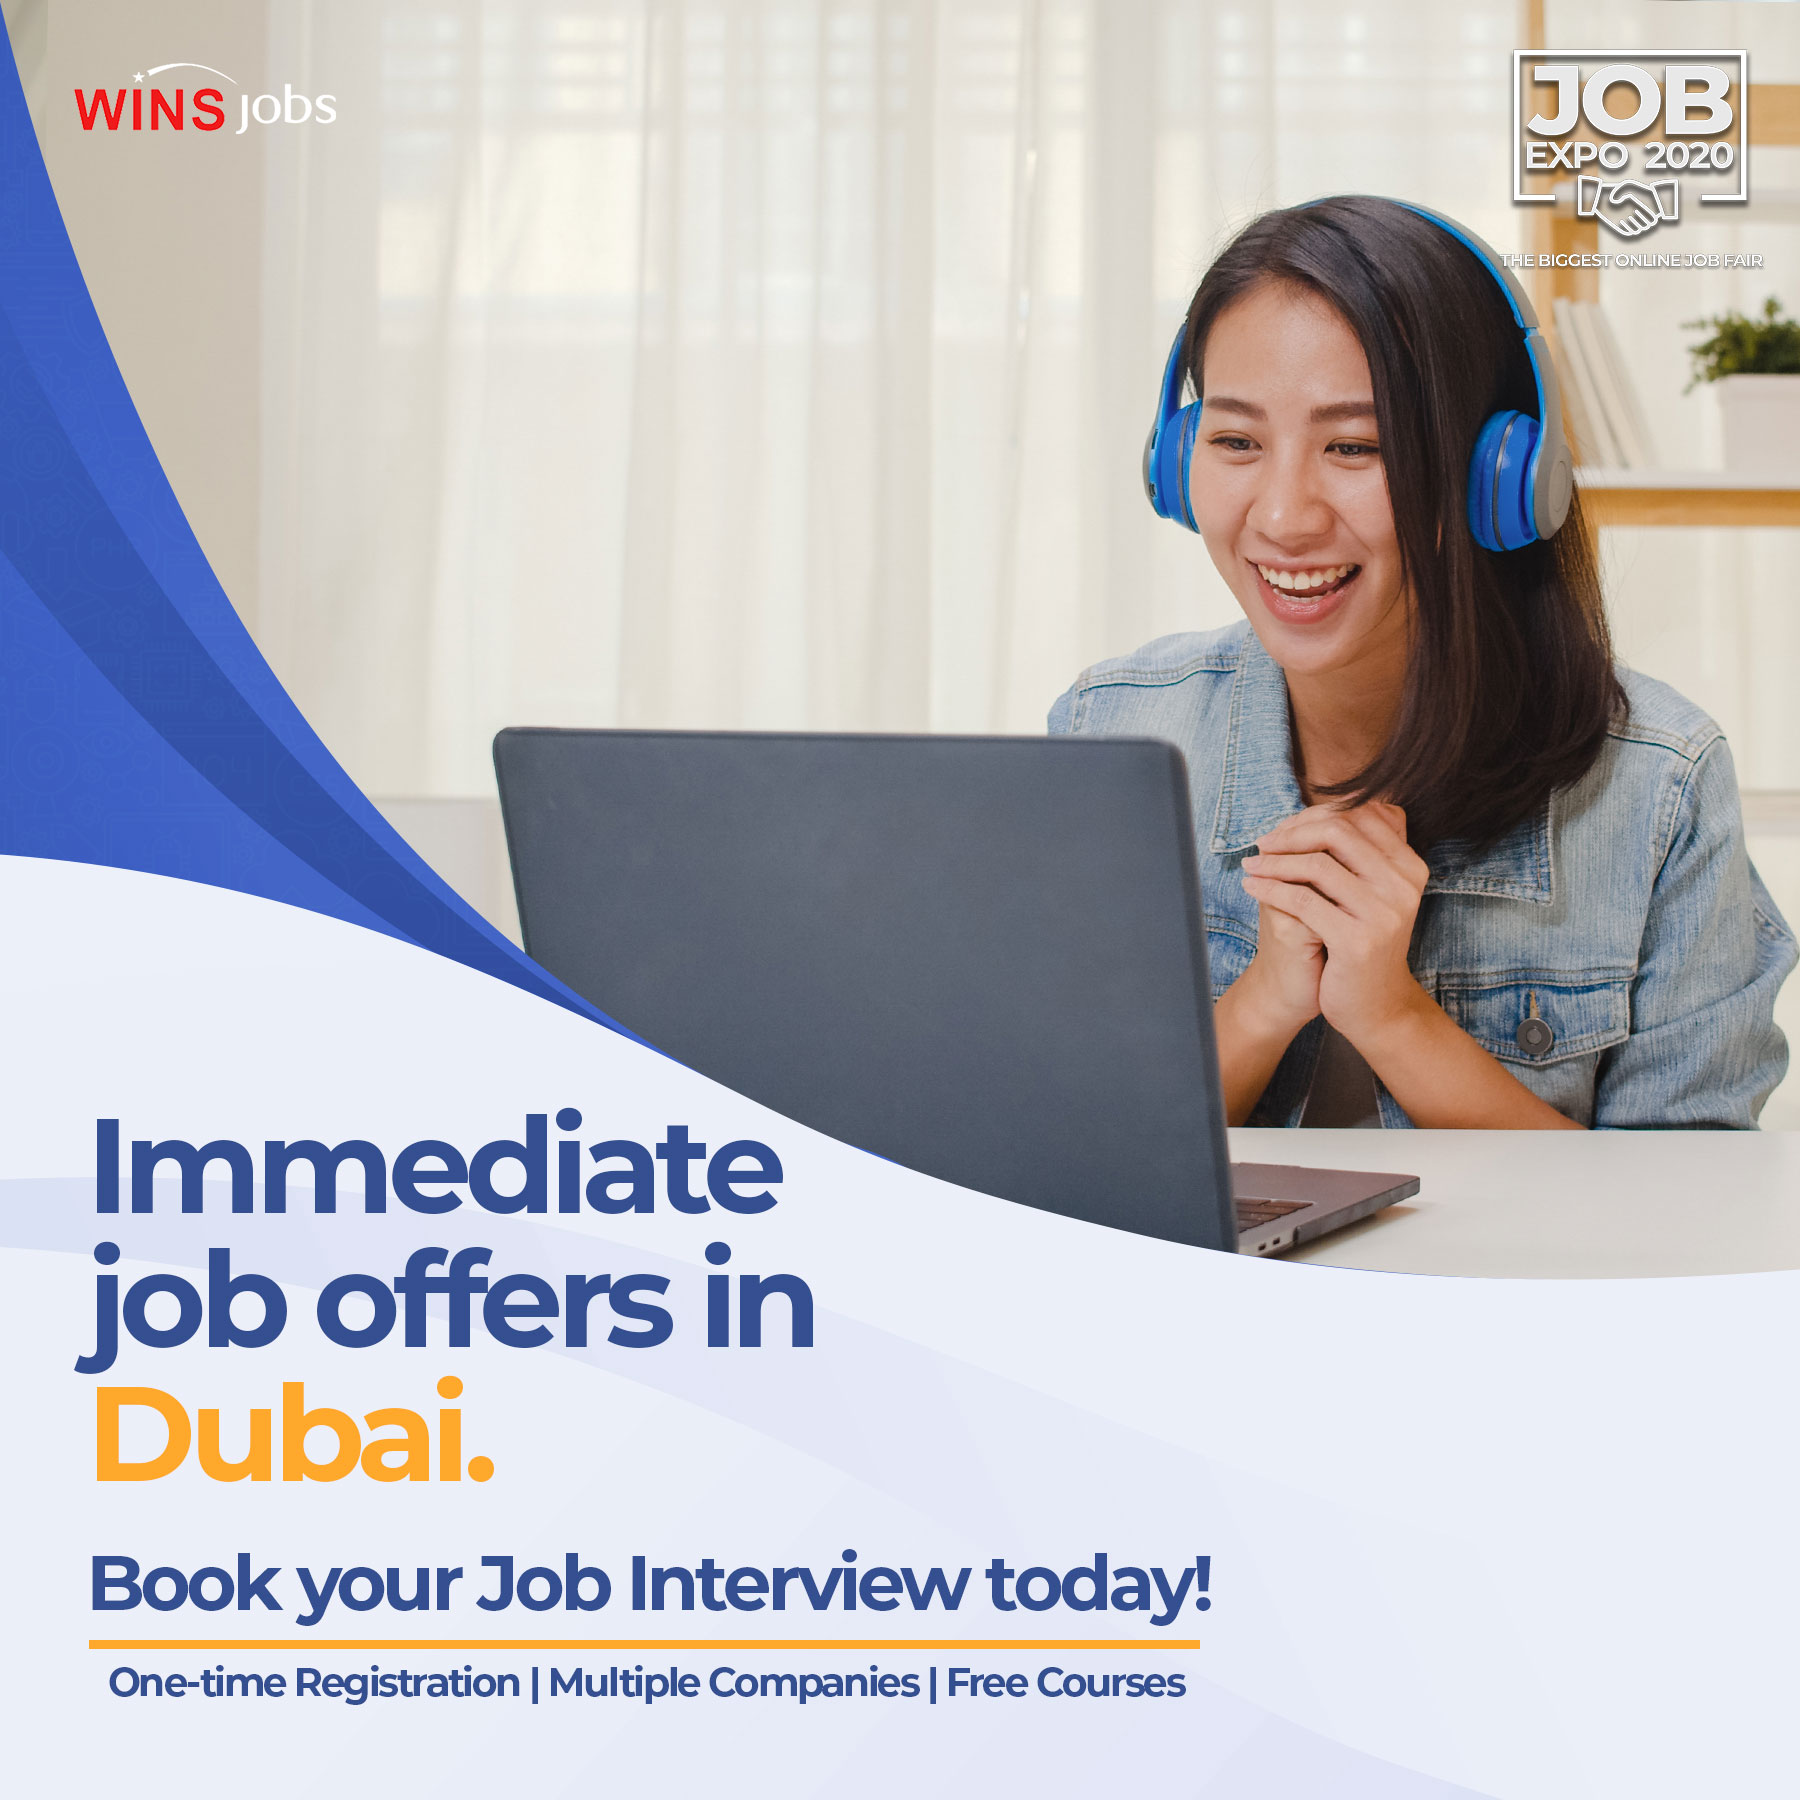 WINS jobs
JOB
EXPO 2020
THE BIGGEST ONLINE JOB FAIR
Immediate
job offers in
Dubai.
Book your Job Interview today!
One-time Registration | Multiple Companies | Free Courses